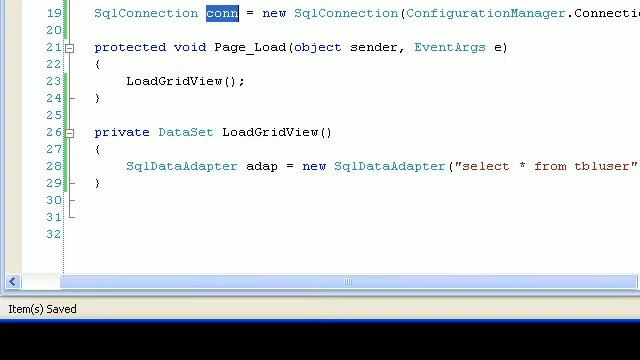 19 SqlConnection conn = new SqlConnection(ConfigurationManager.Connectio
20
21 protected void Page_Load(object sender, EventArgs e)
22 {
23 LoadGridView();
24 }
25
26 private DataSet LoadGridView()
27 {
28 SqlDataAdapter adap = new SqlDataAdapter("select * from tbluser"
29 }
30
31
32
Item(s) Saved